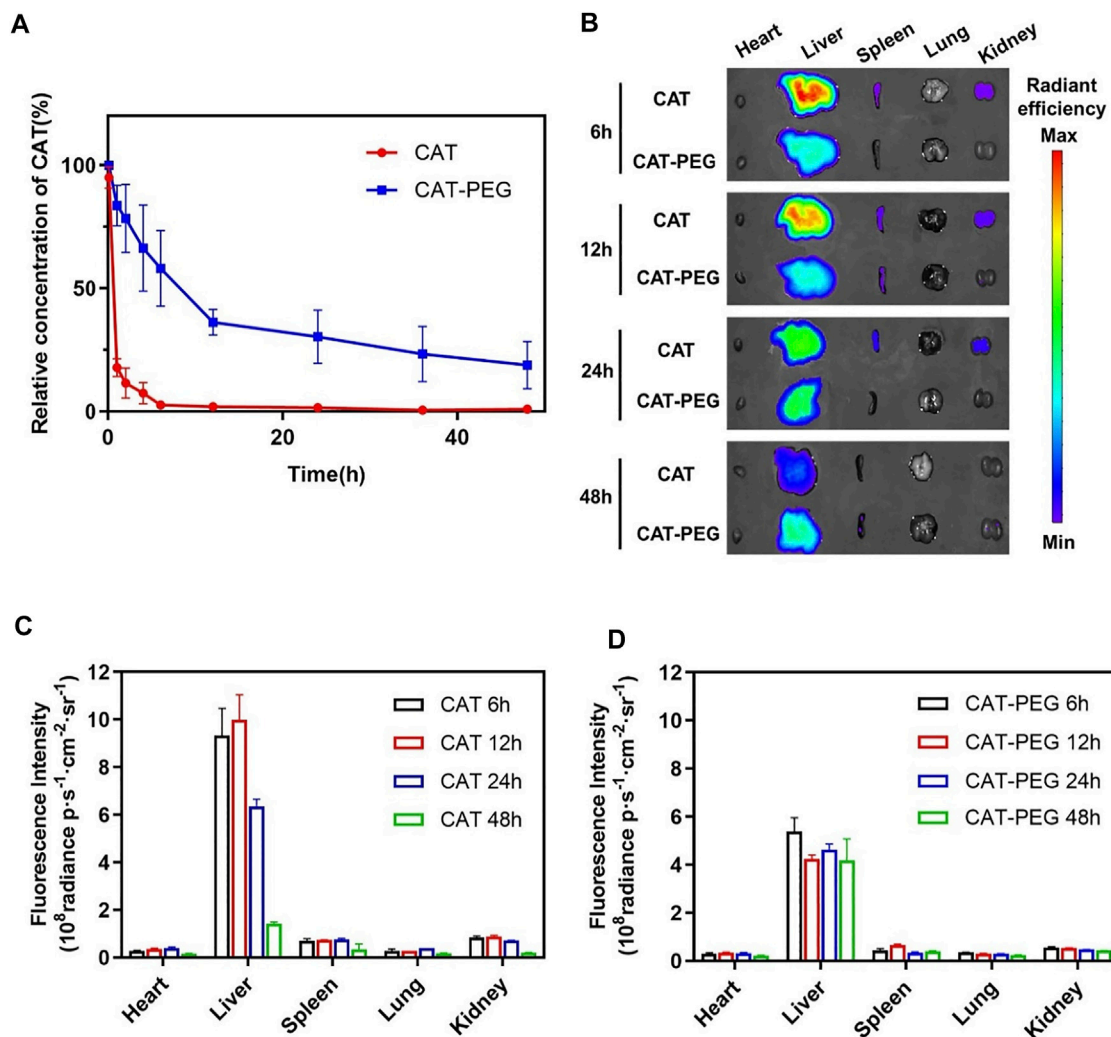 A
Relative concentration of CAT(%)
100
50
0
0
20
40
Time(h)
CAT
CAT-PEG
B
Heart
Liver
Spleen
Lung
Kidney
6h
CAT
CAT-PEG
12h
CAT
CAT-PEG
24h
CAT
CAT-PEG
48h
CAT
CAT-PEG
Radiant
efficiency
Max
Min
C
Fluorescence Intensity
(10⁸radiance p·s⁻¹·cm⁻²·sr⁻¹)
12
10
8
6
4
2
0
CAT 6h
CAT 12h
CAT 24h
CAT 48h
Heart
Liver
Spleen
Lung
Kidney
D
Fluorescence Intensity
(10⁸radiance p·s⁻¹·cm⁻²·sr⁻¹)
12
10
8
6
4
2
0
CAT-PEG 6h
CAT-PEG 12h
CAT-PEG 24h
CAT-PEG 48h
Heart
Liver
Spleen
Lung
Kidney